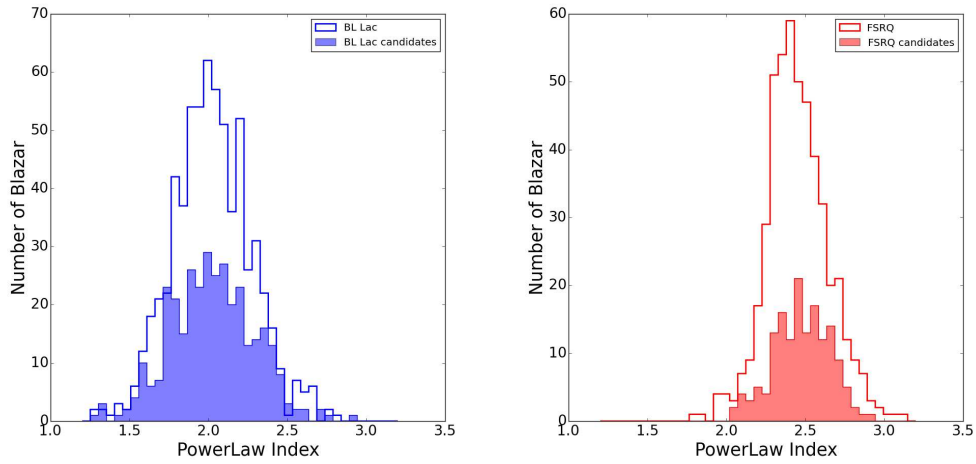 70
60
50
40
30
20
10
0
Number of Blazar
BL Lac
BL Lac candidates
1.0 1.5 2.0 2.5 3.0 3.5
PowerLaw Index
60
50
40
30
20
10
0
Number of Blazar
FSRQ
FSRQ candidates
1.0 1.5 2.0 2.5 3.0 3.5
PowerLaw Index